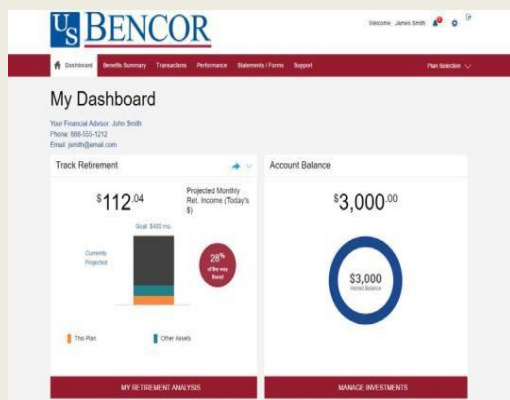 US BENCOR
Welcome, James Smith
Dashboard Benefits Summary Transactions Performance Statements / Forms Support Plan Selection
My Dashboard
Your Financial Advisor: John Smith
Phone: 888-555-1212
Email: jsmith@email.com
Track Retirement
$112.04
Projected Monthly
Ret. Income (Today's
$)
Goal: $400 mo.
Currently
Projected
28%
of the way
there!
This Plan Other Assets
MY RETIREMENT ANALYSIS
Account Balance
$3,000.00
$3,000
Vested Balance
MANAGE INVESTMENTS